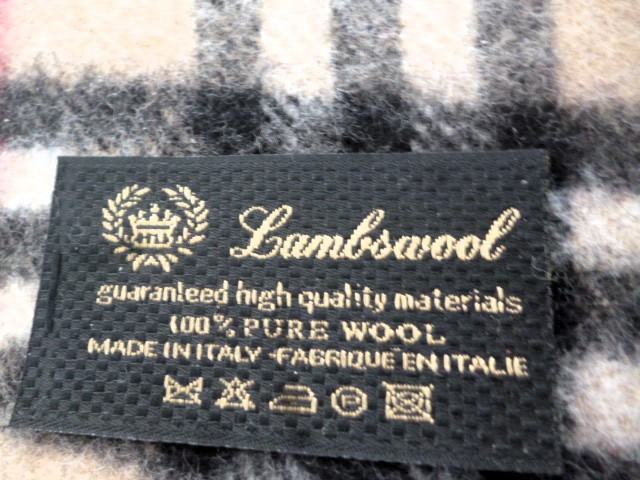 Lambswool
guaranteed high quality materials
100% PURE WOOL
MADE IN ITALY -FABRIQUE EN ITALIE
P